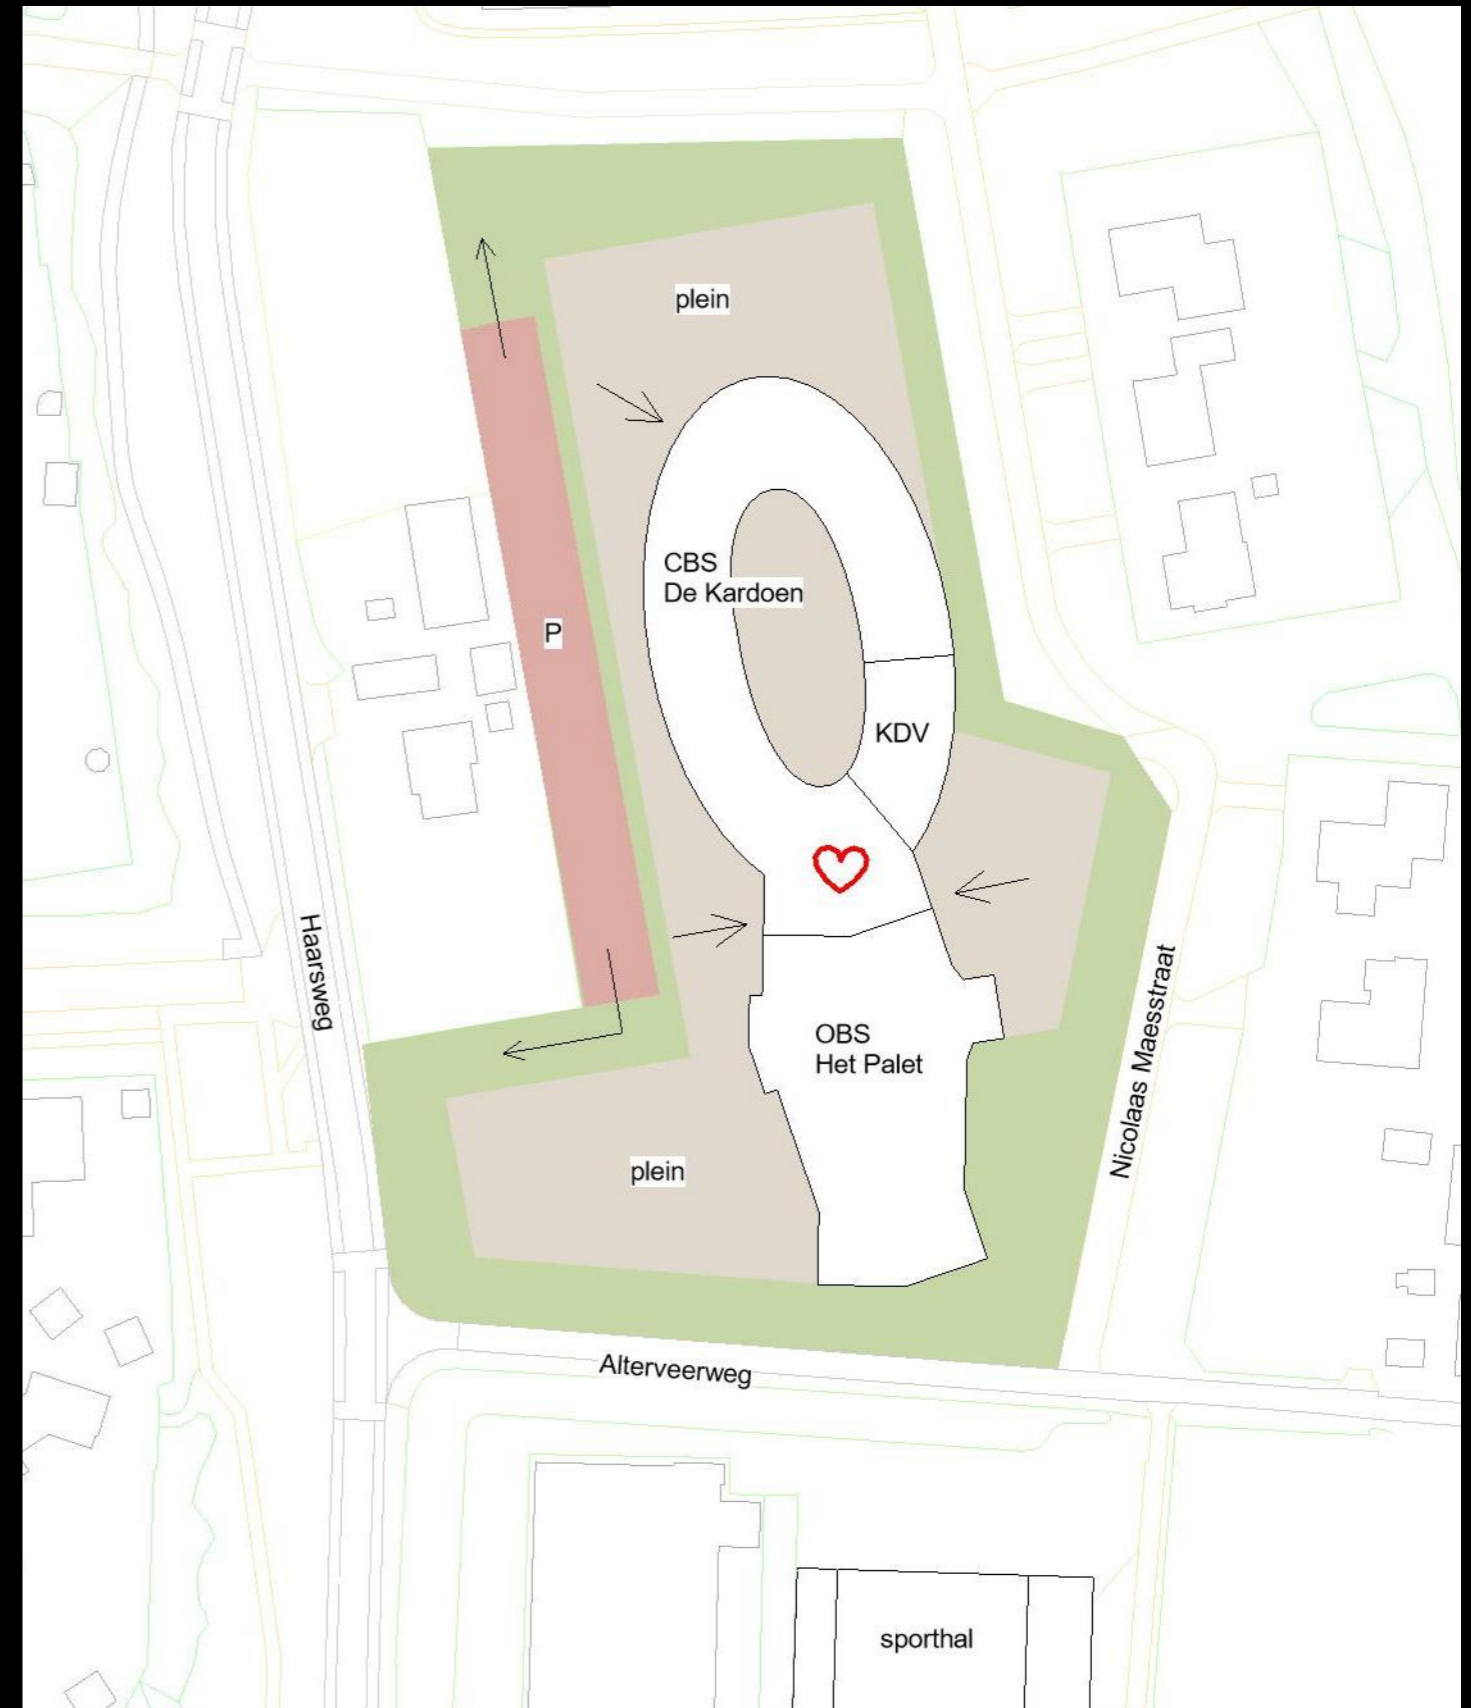 plein
CBS
De Kardoen
P
KDV
Haarsweg
OBS
Het Palet
Nicolaas Maesstraat
plein
Alterveerweg
sporthal